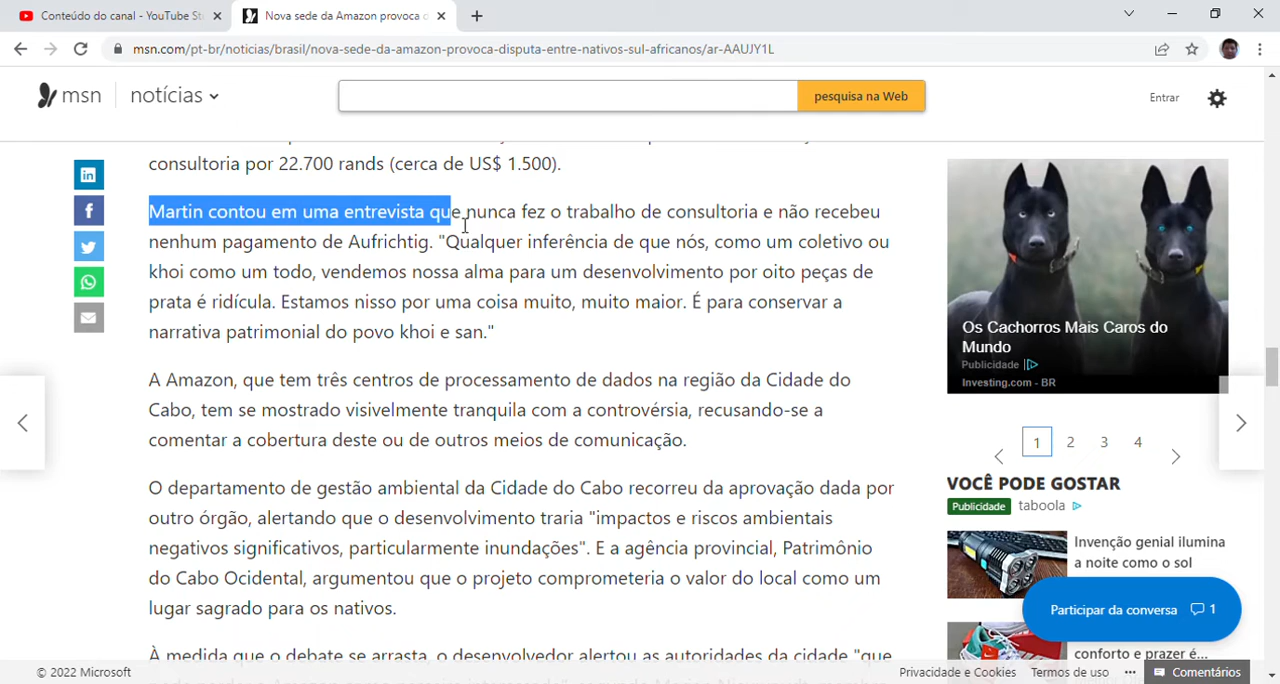 Conteúdo do canal - YouTube St
Nova sede da Amazon provoca d
msn.com/pt-br/noticias/brasil/nova-sede-da-amazon-provoca-disputa-entre-nativos-sul-africanos/ar-AAUJY1L
msn notícias
pesquisa na Web
Entrar
consultoria por 22.700 rands (cerca de US$ 1.500).
Martin contou em uma entrevista que nunca fez o trabalho de consultoria e não recebeu
nenhum pagamento de Aufrichtig. "Qualquer inferência de que nós, como um coletivo ou
khoi como um todo, vendemos nossa alma para um desenvolvimento por oito peças de
prata é ridícula. Estamos nisso por uma coisa muito, muito maior. É para conservar a
narrativa patrimonial do povo khoi e san."
A Amazon, que tem três centros de processamento de dados na região da Cidade do
Cabo, tem se mostrado visivelmente tranquila com a controvérsia, recusando-se a
comentar a cobertura deste ou de outros meios de comunicação.
O departamento de gestão ambiental da Cidade do Cabo recorreu da aprovação dada por
outro órgão, alertando que o desenvolvimento traria "impactos e riscos ambientais
negativos significativos, particularmente inundações". E a agência provincial, Patrimônio
do Cabo Ocidental, argumentou que o projeto comprometeria o valor do local como um
lugar sagrado para os nativos.
À medida que o debate se arrasta, o desenvolvedor alertou as autoridades da cidade "que
Os Cachorros Mais Caros do
Mundo
Publicidade
Investing.com - BR
1 2 3 4
VOCÊ PODE GOSTAR
Publicidade taboola
Invenção genial ilumina
a noite como o sol
Participar da conversa 1
conforto e prazer é...
© 2022 Microsoft
Privacidade e Cookies Termos de uso ... Comentários